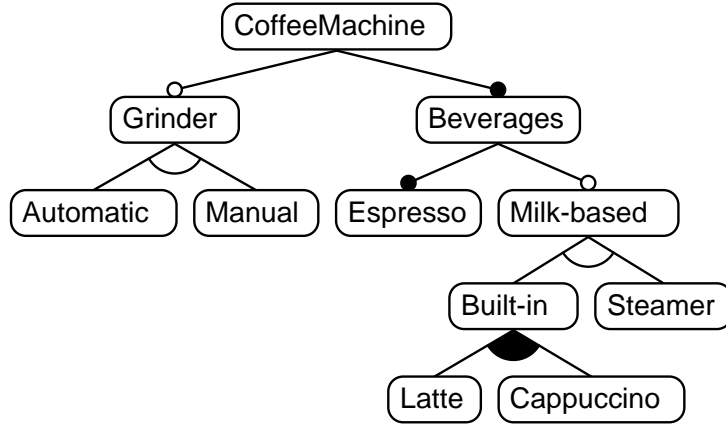 CoffeeMachine
Grinder
Beverages
Automatic
Manual
Espresso
Milk-based
Built-in
Steamer
Latte
Cappuccino